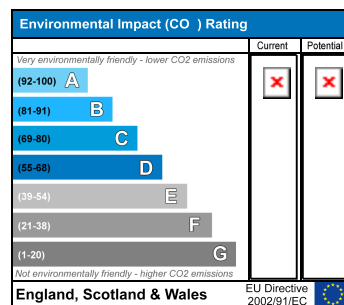 Environmental Impact (CO ) Rating
Current Potential
Very environmentally friendly - lower CO2 emissions
(92-100) A
(81-91) B
(69-80) C
(55-68) D
(39-54) E
(21-38) F
(1-20) G
Not environmentally friendly - higher CO2 emissions
England, Scotland & Wales
EU Directive
2002/91/EC